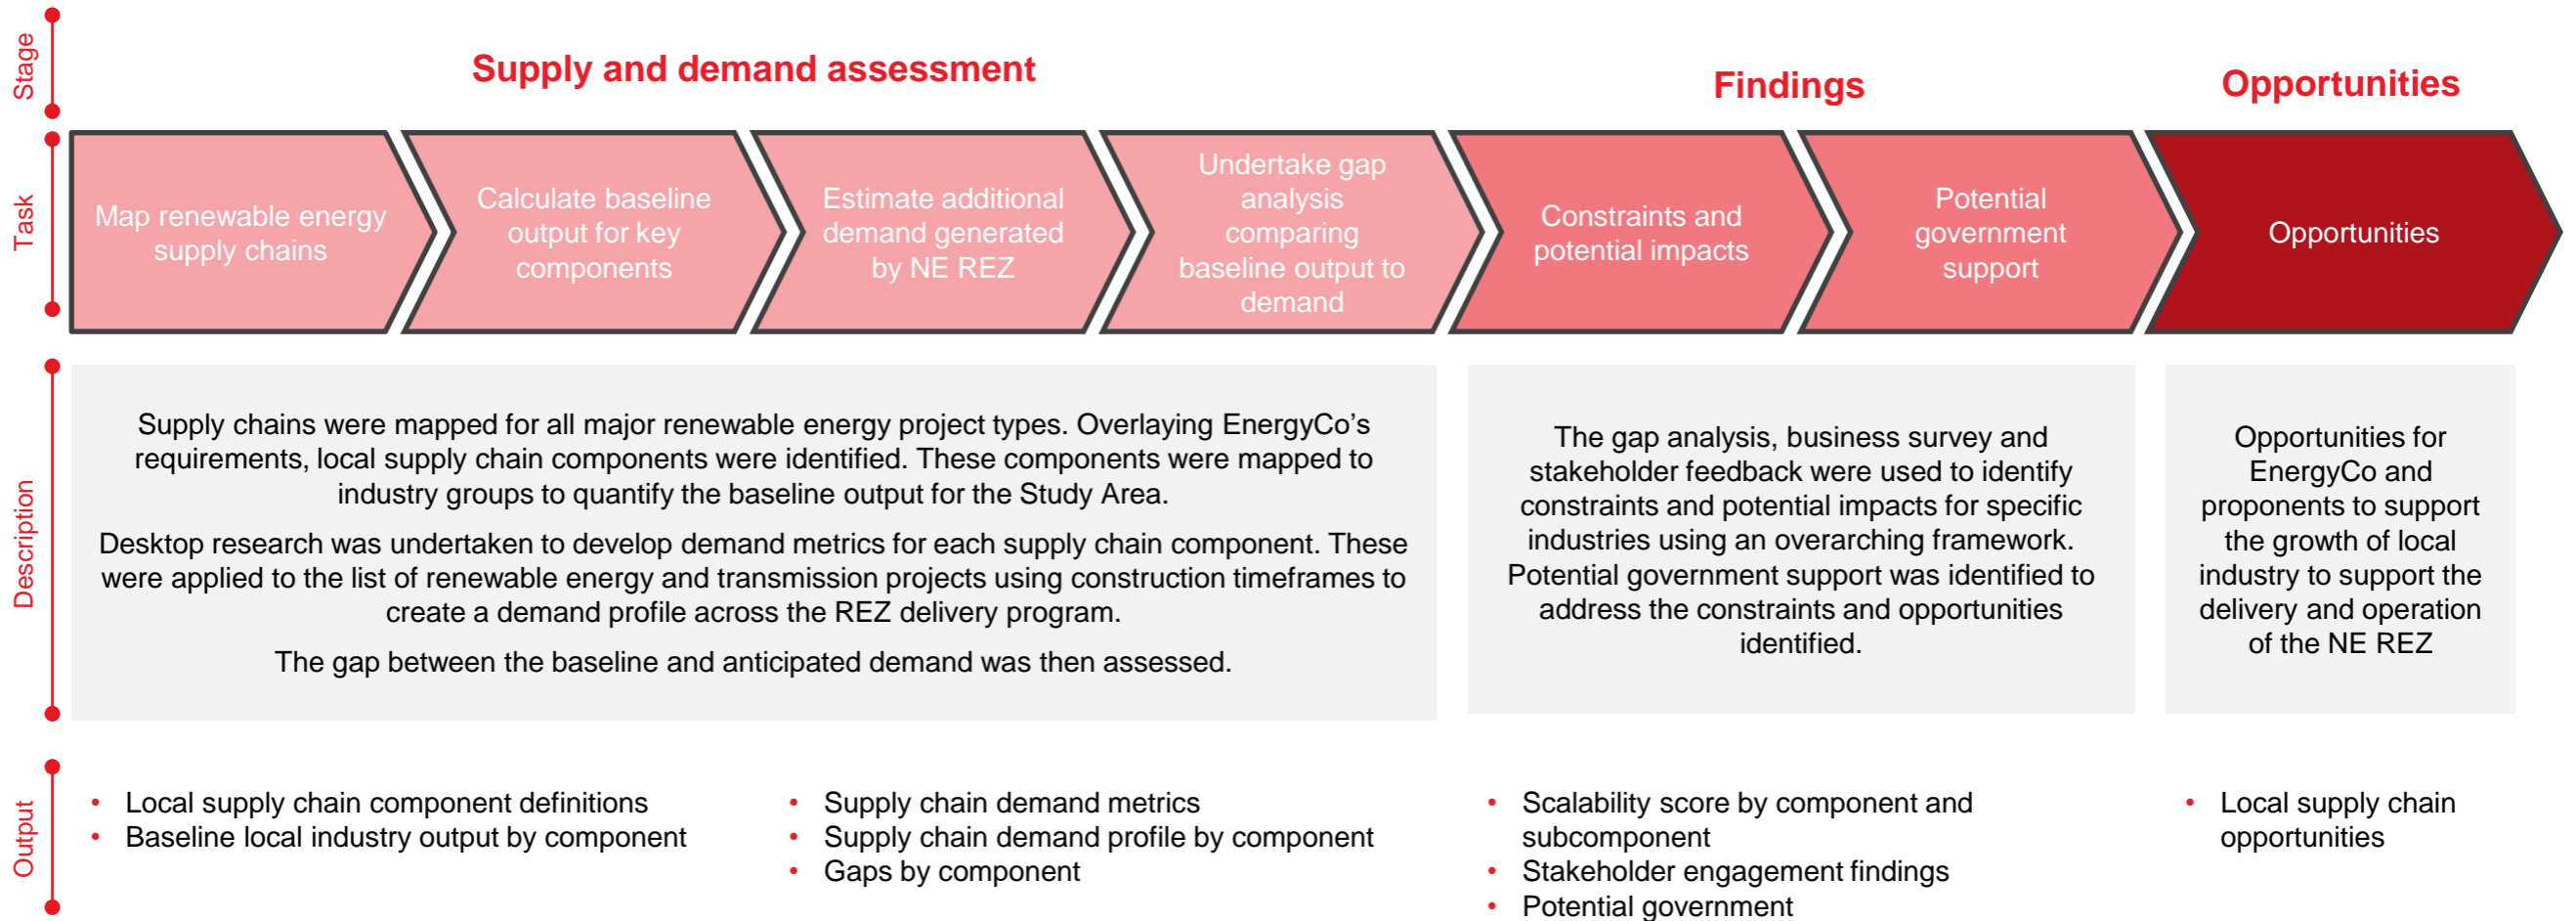 Stage
Supply and demand assessment
Findings
Opportunities
Task
Map renewable energy
supply chains
Calculate baseline
output for key
components
Estimate additional
demand generated
by NE REZ
Undertake gap
analysis
comparing
baseline output to
demand
Constraints and
potential impacts
Potential
government
support
Opportunities
Description
Supply chains were mapped for all major renewable energy project types. Overlaying EnergyCo’s
requirements, local supply chain components were identified. These components were mapped to
industry groups to quantify the baseline output for the Study Area.
Desktop research was undertaken to develop demand metrics for each supply chain component. These
were applied to the list of renewable energy and transmission projects using construction timeframes to
create a demand profile across the REZ delivery program.
The gap between the baseline and anticipated demand was then assessed.
The gap analysis, business survey and
stakeholder feedback were used to identify
constraints and potential impacts for specific
industries using an overarching framework.
Potential government support was identified to
address the constraints and opportunities
identified.
Opportunities for
EnergyCo and
proponents to support
the growth of local
industry to support the
delivery and operation
of the NE REZ
Output
• Local supply chain component definitions
• Baseline local industry output by component
• Supply chain demand metrics
• Supply chain demand profile by component
• Gaps by component
• Scalability score by component and
subcomponent
• Stakeholder engagement findings
• Potential government
• Local supply chain
opportunities